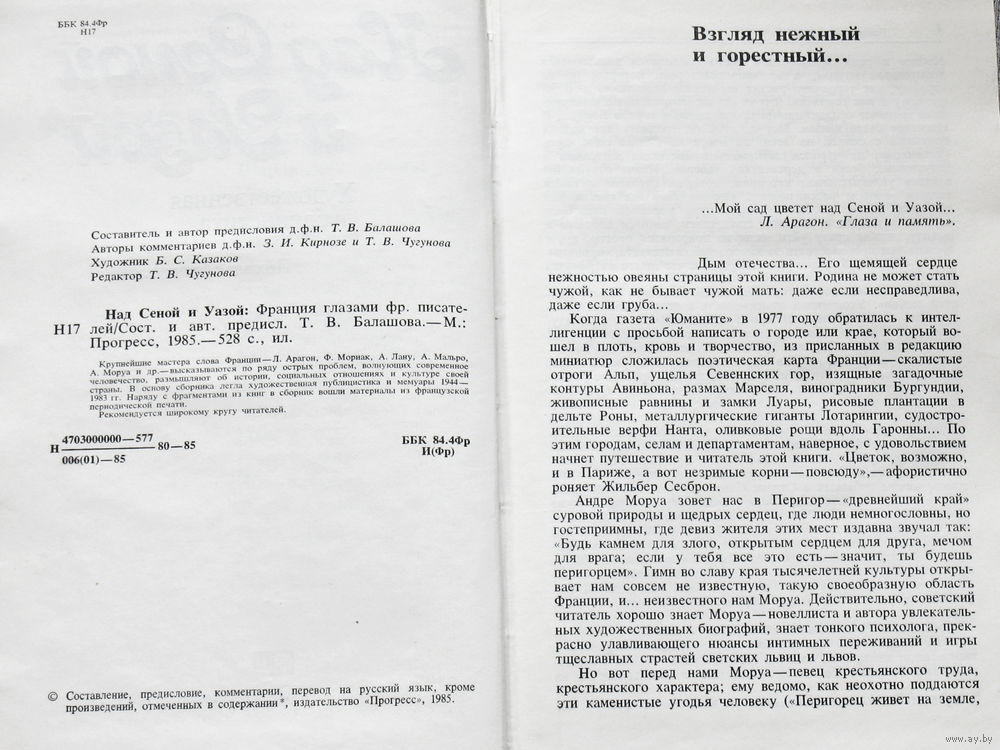 ББК 84.4Фр
Н17
Составитель и автор предисловия д.ф.н. Т. В. Балашова
Авторы комментариев д.ф.н. З. И. Кирнозе и Т. В. Чугунова
Художник Б. С. Казаков
Редактор Т. В. Чугунова
Над Сеной и Уазой: Франция глазами фр. писате-
Н17 лей/Сост. и авт. предисл. Т. В. Балашова.—М.:
Прогресс, 1985.—528 с., ил.
Крупнейшие мастера слова Франции—Л. Арагон, Ф. Мориак, А. Лану, А. Мальро,
А. Моруа и др.—высказываются по ряду острых проблем, волнующих современное
человечество, размышляют об истории, социальных отношениях и культуре своей
страны. В основу сборника легла художественная публицистика и мемуары 1944—
1983 гг. Наряду с фрагментами из книг в сборник вошли материалы из французской
периодической печати.
Рекомендуется широкому кругу читателей.
Н 4703000000—577
006(01)—85
80—85
ББК 84.4Фр
И(Фр)
© Составление, предисловие, комментарии, перевод на русский язык, кроме
произведений, отмеченных в содержании*, издательство «Прогресс», 1985.
Взгляд нежный
и горестный...
...Мой сад цветет над Сеной и Уазой...
Л. Арагон. «Глаза и память».
Дым отечества... Его щемящей сердце
нежностью овеяны страницы этой книги. Родина не может стать
чужой, как не бывает чужой мать: даже если несправедлива,
даже если груба...
Когда газета «Юманите» в 1977 году обратилась к интел-
лигенции с просьбой написать о городе или крае, который во-
шел в плоть, кровь и творчество, из присланных в редакцию
миниатюр сложилась поэтическая карта Франции—скалистые
отроги Альп, ущелья Севеннских гор, изящные загадочные
контуры Авиньона, размах Марселя, виноградники Бургундии,
живописные равнины и замки Луары, рисовые плантации в
дельте Роны, металлургические гиганты Лотарингии, судостро-
ительные верфи Нанта, оливковые рощи вдоль Гаронны... По
этим городам, селам и департаментам, наверное, с удовольствием
начнет путешествие и читатель этой книги. «Цветок, возможно,
и в Париже, а вот незримые корни—повсюду»,—афористично
роняет Жильбер Сесброн.
Андре Моруа зовет нас в Перигор—«древнейший край»
суровой природы и щедрых сердец, где люди немногословны, но
гостеприимны, где девиз жителя этих мест издавна звучал так:
«Будь камнем для злого, открытым сердцем для друга, мечом
для врага; если у тебя все это есть—значит, ты будешь
перигорцем». Гимн во славу края тысячелетней культуры откры-
вает нам совсем не известную, такую своеобразную область
Франции, и... неизвестного нам Моруа. Действительно, советский
читатель хорошо знает Моруа—новеллиста и автора увлекатель-
ных художественных биографий, знает тонкого психолога, прек-
расно улавливающего нюансы интимных переживаний и игры
тщеславных страстей светских львиц и львов.
Но вот перед нами Моруа—певец крестьянского труда,
крестьянского характера; ему ведомо, как неохотно поддаются
эти каменистые угодья человеку («Перигорец живет на земле,
www.ay.by